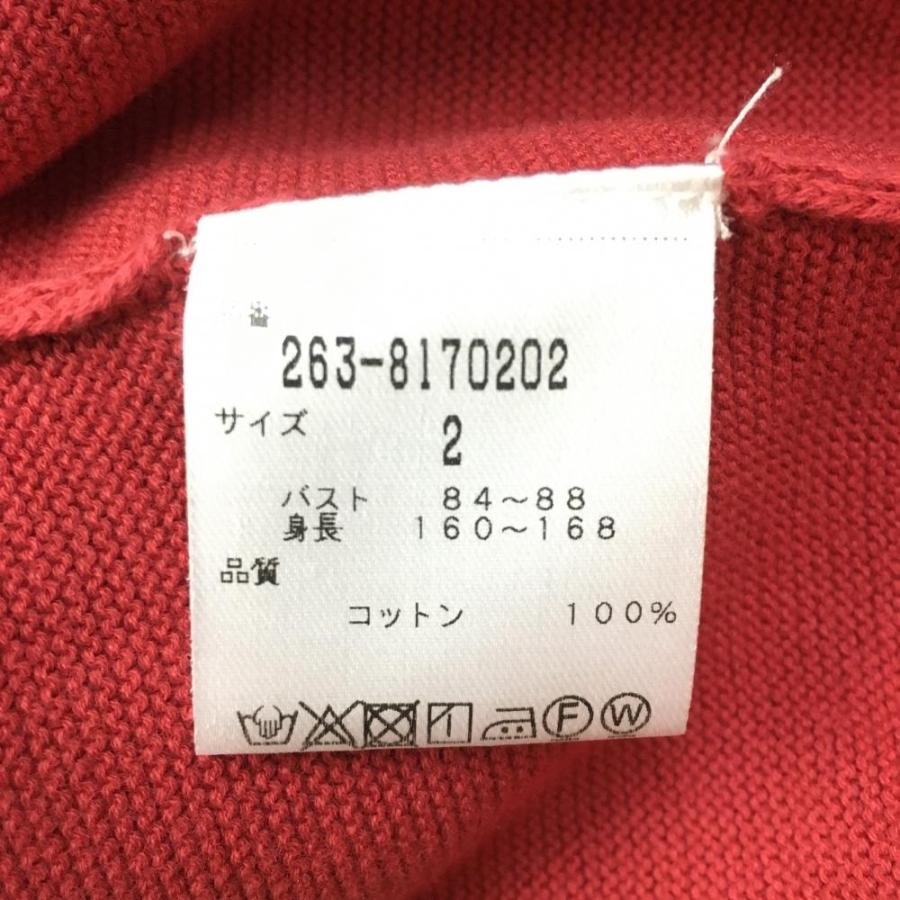 263-8170202
サイズ 2
バスト 84～88
身長 160～168
品質
コットン 100%
F W